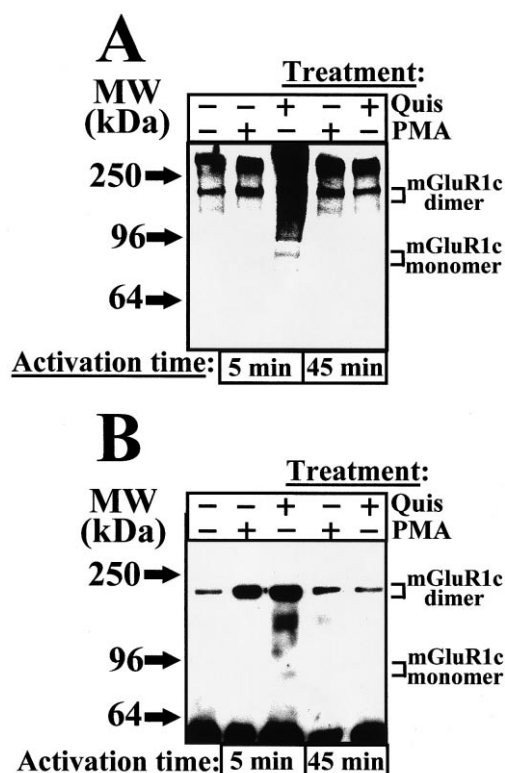 A
Treatment:
MW
(kDa)
− − + − + Quis
− + − + − PMA
250
mGluR1c
dimer
96
mGluR1c
monomer
64
Activation time: 5 min 45 min
B
Treatment:
MW
(kDa)
− − + − + Quis
− + − + − PMA
250
mGluR1c
dimer
96
mGluR1c
monomer
64
Activation time: 5 min 45 min